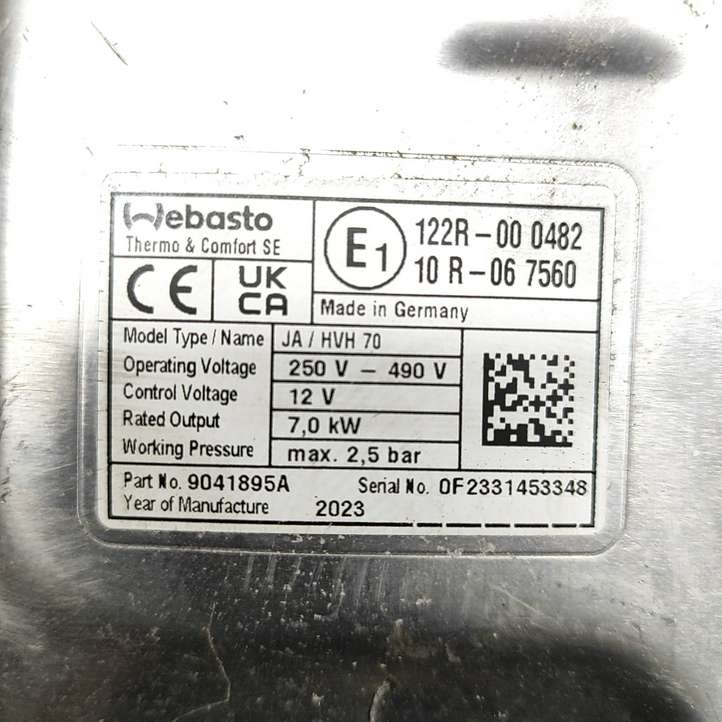 Webasto
Thermo & Comfort SE
E1
122R-00 0482
10 R-06 7560
CE
UK
CA
Made in Germany
Model Type / Name JA / HVH 70
Operating Voltage 250 V - 490 V
Control Voltage 12 V
Rated Output 7,0 kW
Working Pressure max. 2,5 bar
Part No. 9041895A Serial No. 0F2331453348
Year of Manufacture 2023